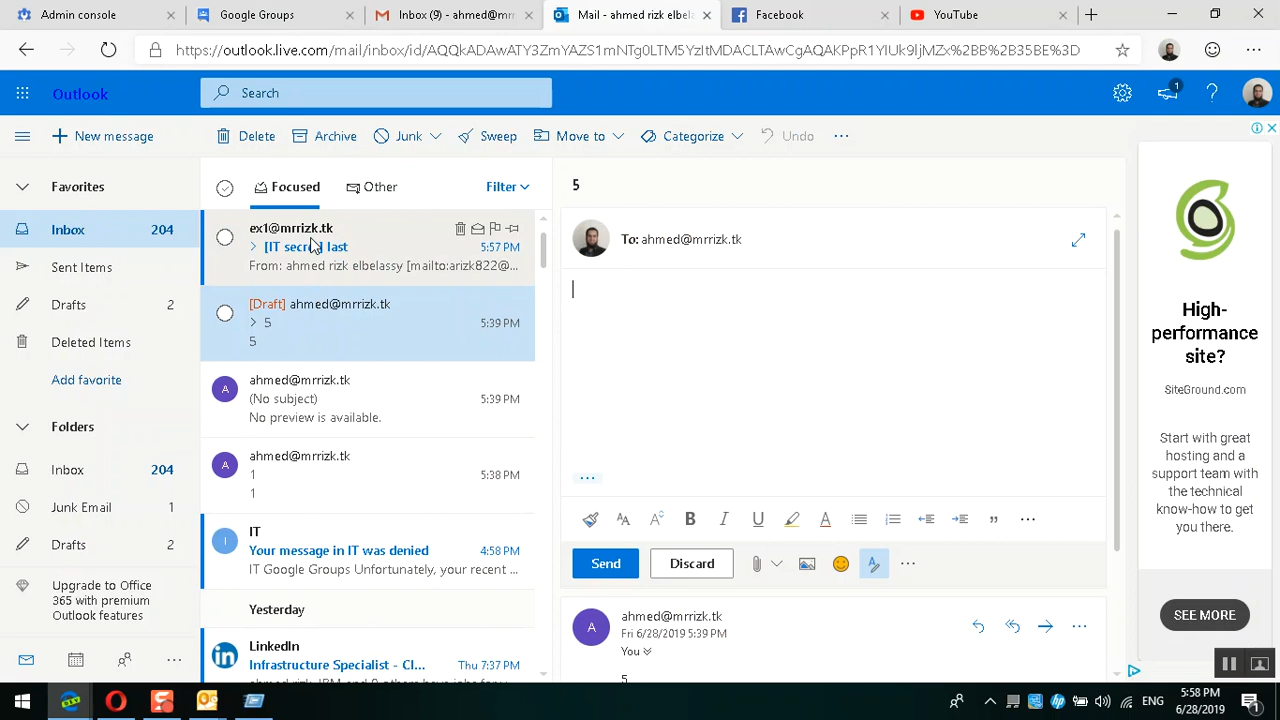 Admin console
Google Groups
Inbox (9) - ahmed@mr
Mail - ahmed rizk elbela
Facebook
YouTube
https://outlook.live.com/mail/inbox/id/
Outlook
Search
1
New message
Delete
Archive
Junk
Sweep
Move to
Categorize
Undo
Favorites
Inbox 204
Sent Items
Drafts 2
Deleted Items
Add favorite
Folders
Inbox 204
Junk Email 1
Drafts 2
Upgrade to Office
365 with premium
Outlook features
Focused
Other
Filter
ex1@mrrizk.tk
[IT secret] last 5:57 PM
From: ahmed rizk elbelassy [mailto:arizk822@...
[Draft] ahmed@mrrizk.tk
> 5 5:39 PM
5
A ahmed@mrrizk.tk
(No subject) 5:39 PM
No preview is available.
A ahmed@mrrizk.tk
1 5:38 PM
1
I IT
Your message in IT was denied 4:58 PM
IT Google Groups Unfortunately, your recent ...
Yesterday
LinkedIn
Infrastructure Specialist - Cl... Thu 7:37 PM
5
To: ahmed@mrrizk.tk
...
Send
Discard
A ahmed@mrrizk.tk
Fri 6/28/2019 5:39 PM
You
5
High-
performance
site?
SiteGround.com
Start with great
hosting and a
support team with
the technical
know-how to get
you there.
SEE MORE
ENG
5:58 PM
6/28/2019
1